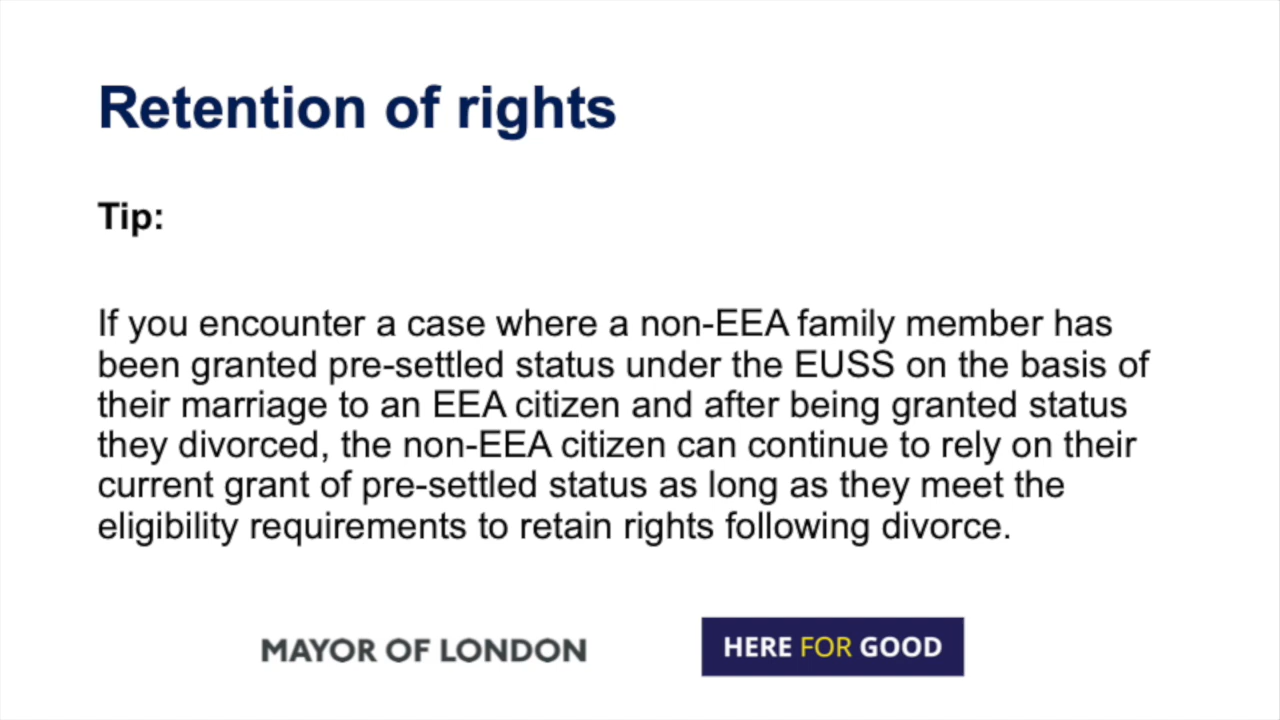 Retention of rights
Tip:
If you encounter a case where a non-EEA family member has
been granted pre-settled status under the EUSS on the basis of
their marriage to an EEA citizen and after being granted status
they divorced, the non-EEA citizen can continue to rely on their
current grant of pre-settled status as long as they meet the
eligibility requirements to retain rights following divorce.
MAYOR OF LONDON
HERE FOR GOOD